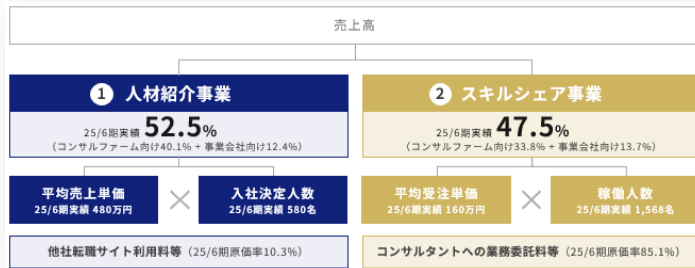 売上高
1 人材紹介事業
25/6期実績 52.5%
（コンサルファーム向け40.1% + 事業会社向け12.4%）
2 スキルシェア事業
25/6期実績 47.5%
（コンサルファーム向け33.8% + 事業会社向け13.7%）
平均売上単価
25/6期実績 480万円
×
入社決定人数
25/6期実績 580名
平均受注単価
25/6期実績 160万円
×
稼働人数
25/6期実績 1,568名
他社転職サイト利用料等（25/6期原価率10.3%）
コンサルタントへの業務委託料等（25/6期原価率85.1%）